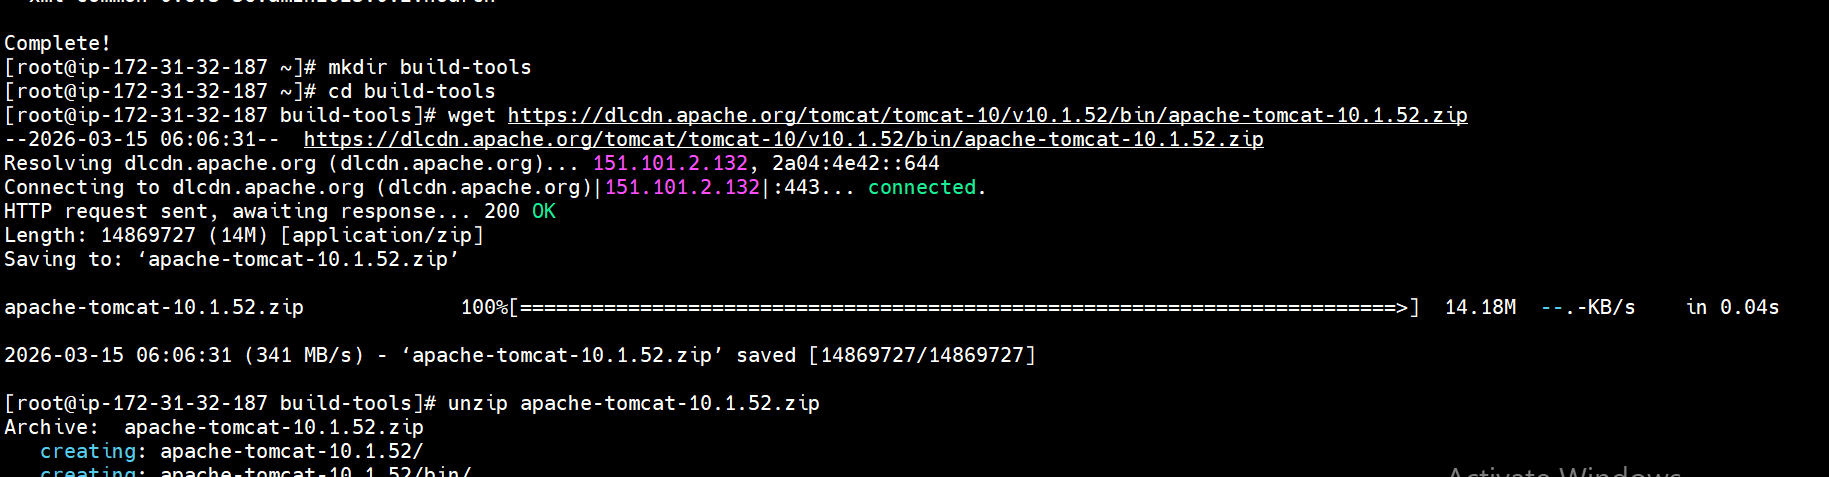 Complete!
[root@ip-172-31-32-187 ~]# mkdir build-tools
[root@ip-172-31-32-187 ~]# cd build-tools
[root@ip-172-31-32-187 build-tools]# wget https://dlcdn.apache.org/tomcat/tomcat-10/v10.1.52/bin/apache-tomcat-10.1.52.zip
--2026-03-15 06:06:31--  https://dlcdn.apache.org/tomcat/tomcat-10/v10.1.52/bin/apache-tomcat-10.1.52.zip
Resolving dlcdn.apache.org (dlcdn.apache.org)... 151.101.2.132, 2a04:4e42::644
Connecting to dlcdn.apache.org (dlcdn.apache.org)|151.101.2.132|:443... connected.
HTTP request sent, awaiting response... 200 OK
Length: 14869727 (14M) [application/zip]
Saving to: ‘apache-tomcat-10.1.52.zip’
apache-tomcat-10.1.52.zip             100%[=========================================================================>]  14.18M  --.-KB/s    in 0.04s
2026-03-15 06:06:31 (341 MB/s) - ‘apache-tomcat-10.1.52.zip’ saved [14869727/14869727]
[root@ip-172-31-32-187 build-tools]# unzip apache-tomcat-10.1.52.zip
Archive:  apache-tomcat-10.1.52.zip
   creating: apache-tomcat-10.1.52/
   creating: apache-tomcat-10.1.52/bin/
Activate Windows